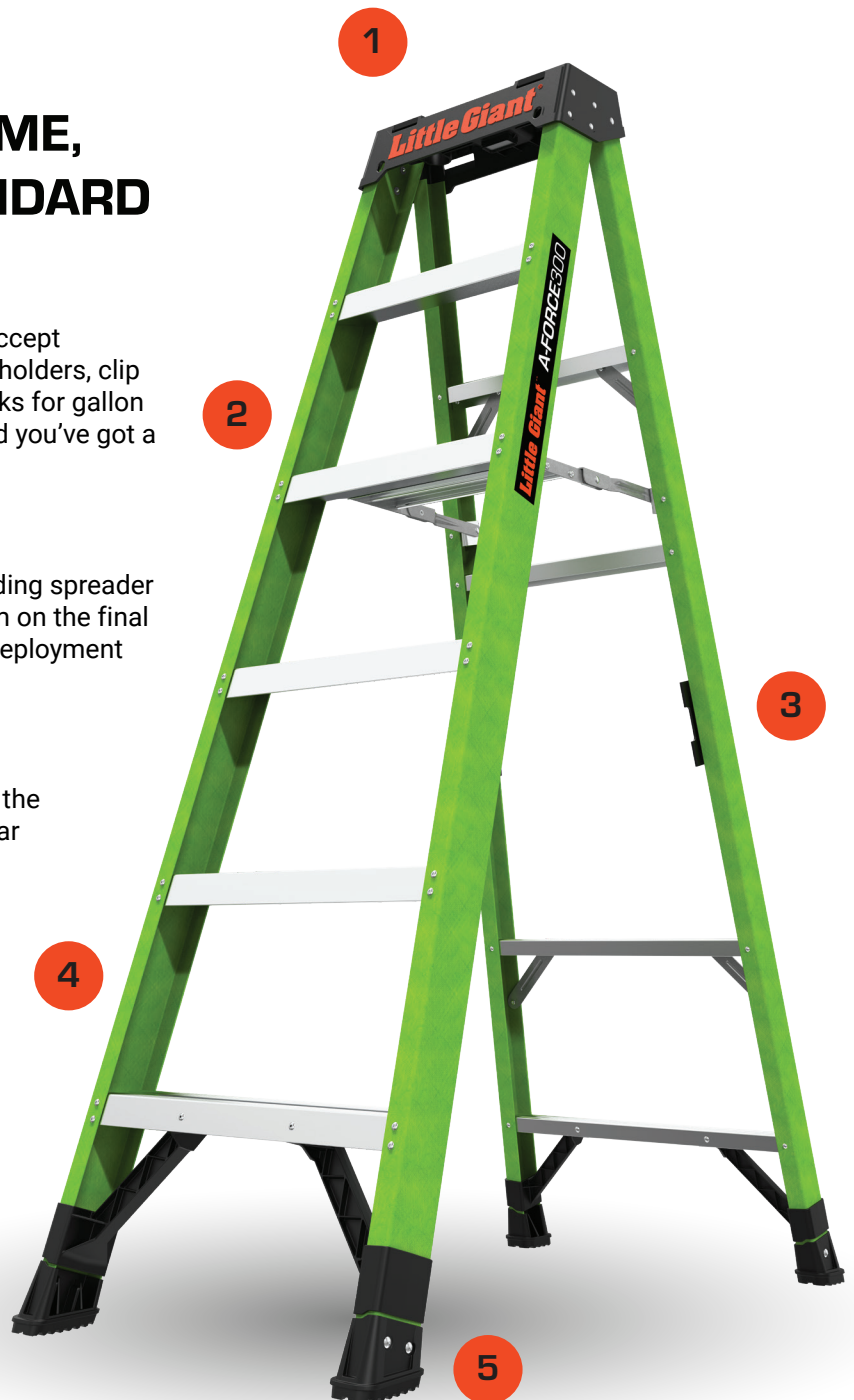 1
Little Giant
ME,
NDARD
A-FORCE300
Little Giant
ccept
holders, clip
ks for gallon
d you've got a
2
ding spreader
n on the final
eployment
3
the
ar
4
5